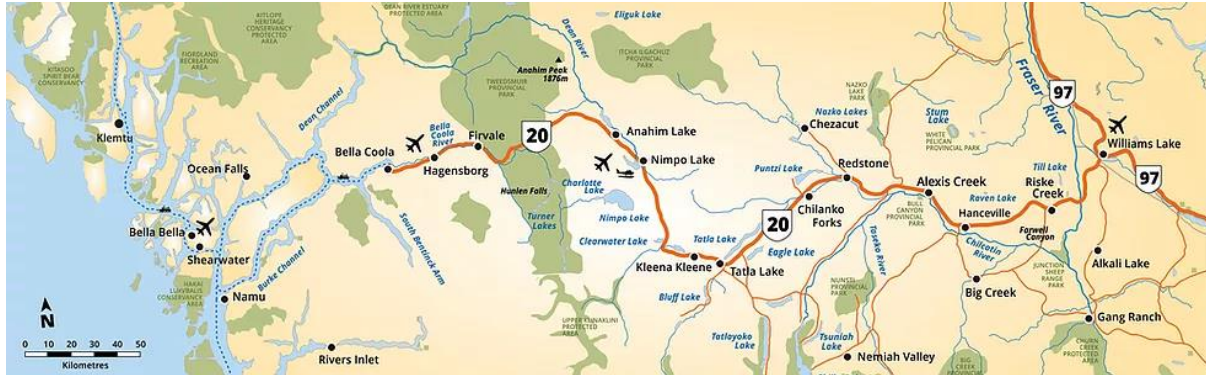 KITLOPE
HERITAGE
CONSERVANCY
PROTECTED
AREA
DEAN RIVER ESTUARY
PROTECTED AREA
KITASOO
SPIRIT BEAR
CONSERVANCY
FIORDLAND
RECREATION
AREA
Klemtu
Ocean Falls
Dean Channel
Bella Bella
Shearwater
HAKAI
LUXVBALIS
CONSERVANCY
AREA
Namu
Burke Channel
Rivers Inlet
South Bentinck Arm
Bella Coola
Bella
Coola
River
Hagensborg
Firvale
TWEEDSMUIR
PROVINCIAL
PARK
Anahim Peak
1876m
Hunlen Falls
Turner
Lakes
20
Dean River
Eliguk Lake
ITCHA ILGACHUZ
PROVINCIAL
PARK
Anahim Lake
Nimpo Lake
Charlotte
Lake
Nimpo Lake
Clearwater Lake
Kleena Kleene
Tatla Lake
Tatla Lake
Bluff Lake
UPPER KLINAKLINI
PROTECTED
AREA
Tatlayoko
Lake
20
Eagle Lake
Chilanko
Forks
Puntzi Lake
Redstone
Chezacut
Nazko Lakes
NAZKO
LAKE
PARK
Stum
Lake
WHITE
PELICAN PROVINCIAL
PARK
Alexis Creek
BULL
CANYON
PROVINCIAL
PARK
Taseko River
NUNSTI
PROVINCIAL
PARK
Tsuniah
Lake
Nemiah Valley
Hanceville
Raven Lake
Chilcotin
River
Big Creek
BIG
CREEK
PROVINCIAL
Riske
Creek
Till Lake
Farwell
Canyon
JUNCTION
SHEEP
RANGE
PARK
Fraser River
97
Williams Lake
97
Alkali Lake
Gang Ranch
CHURN
CREEK
PROTECTED
AREA
N
0 10 20 30 40 50
Kilometres